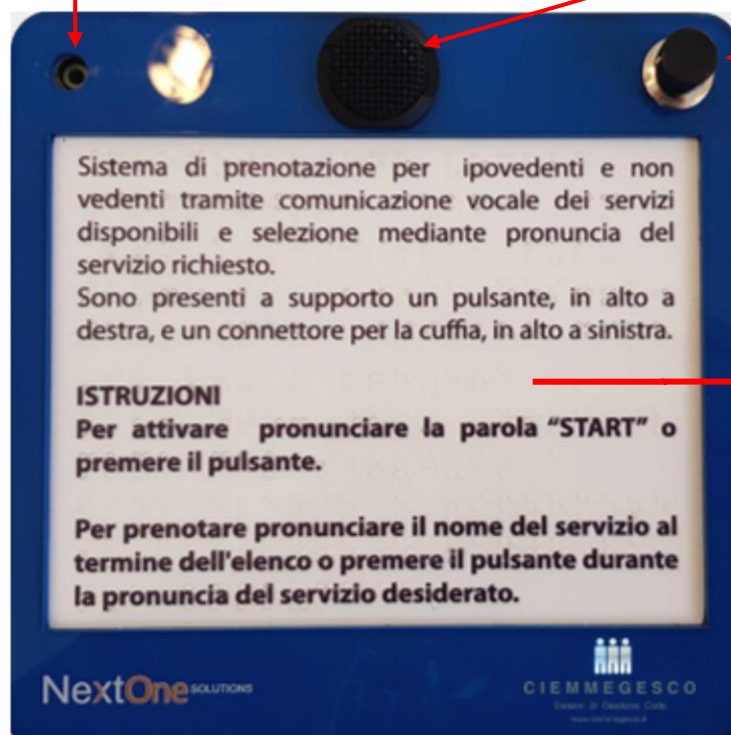 Sistema di prenotazione per ipovedenti e non
vedenti tramite comunicazione vocale dei servizi
disponibili e selezione mediante pronuncia del
servizio richiesto.
Sono presenti a supporto un pulsante, in alto a
destra, e un connettore per la cuffia, in alto a sinistra.
ISTRUZIONI
Per attivare pronunciare la parola “START” o
premere il pulsante.
Per prenotare pronunciare il nome del servizio al
termine dell'elenco o premere il pulsante durante
la pronuncia del servizio desiderato.
NextOne SOLUTIONS
CIEMMEGESCO
Sistemi di Gestione Code